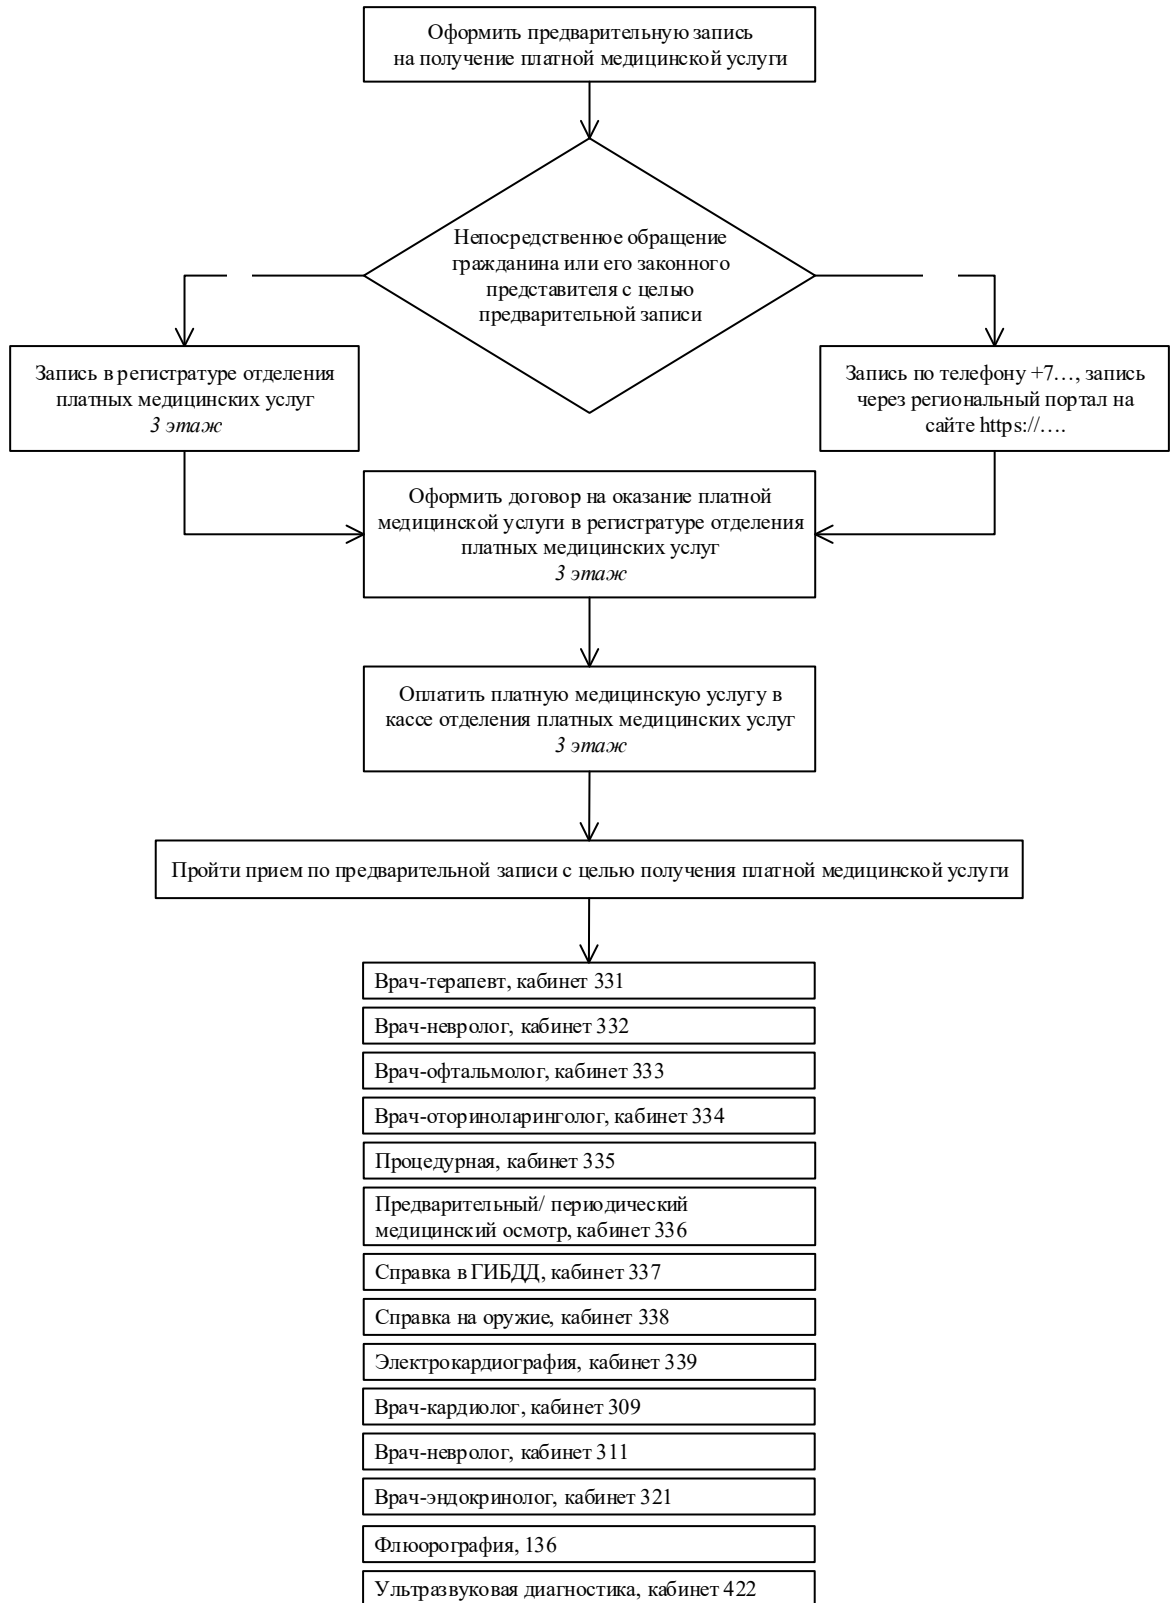 Оформить предварительную запись
на получение платной медицинской услуги
Непосредственное обращение
гражданина или его законного
представителя с целью
предварительной записи
Запись в регистратуре отделения
платных медицинских услуг
3 этаж
Запись по телефону +7…, запись
через региональный портал на
сайте https://….
Оформить договор на оказание платной
медицинской услуги в регистратуре отделения
платных медицинских услуг
3 этаж
Оплатить платную медицинскую услугу в
кассе отделения платных медицинских услуг
3 этаж
Пройти прием по предварительной записи с целью получения платной медицинской услуги
Врач-терапевт, кабинет 331
Врач-невролог, кабинет 332
Врач-офтальмолог, кабинет 333
Врач-оториноларинголог, кабинет 334
Процедурная, кабинет 335
Предварительный/ периодический
медицинский осмотр, кабинет 336
Справка в ГИБДД, кабинет 337
Справка на оружие, кабинет 338
Электрокардиография, кабинет 339
Врач-кардиолог, кабинет 309
Врач-невролог, кабинет 311
Врач-эндокринолог, кабинет 321
Флюорография, 136
Ультразвуковая диагностика, кабинет 422